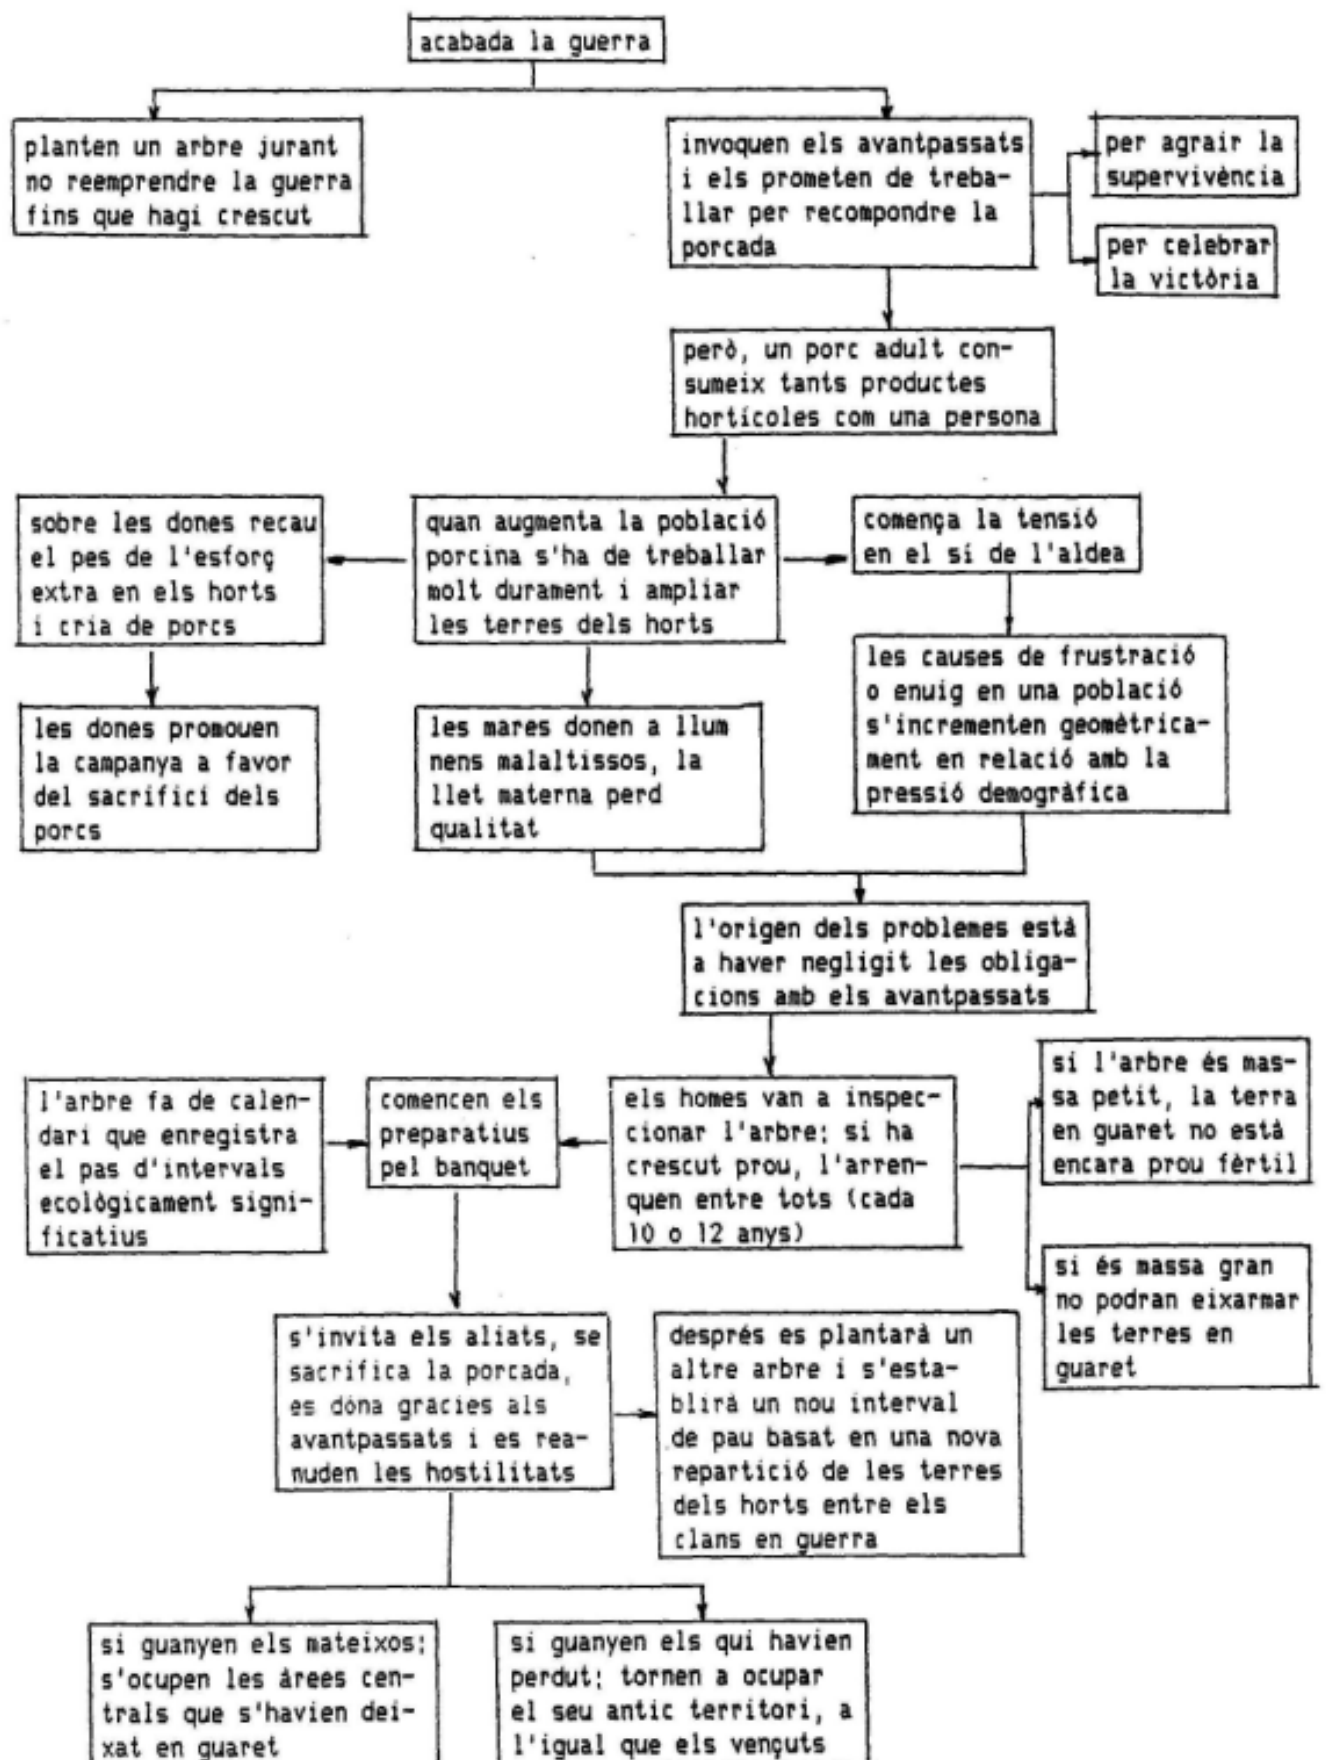 acabada la guerra
planten un arbre jurant
no reemprendre la guerra
fins que hagi crescut
invoquen els avantpassats
i els prometen de treba-
llar per recompondre la
porcada
per agrair la
supervivència
per celebrar
la victòria
però, un porc adult con-
sumeix tants productes
hortícoles com una persona
sobre les dones recau
el pes de l'esforç
extra en els horts
i cria de porcs
quan augmenta la població
porcina s'ha de treballar
molt durament i ampliar
les terres dels horts
comença la tensió
en el sí de l'aldea
les dones promouen
la campanya a favor
del sacrifici dels
porcs
les mares donen a llum
nens malaltissos, la
llet materna perd
qualitat
les causes de frustració
o enuig en una població
s'incrementen geomètrica-
ment en relació amb la
pressió demogràfica
l'origen dels problemes està
a haver negligit les obliga-
cions amb els avantpassats
l'arbre fa de calen-
dari que enregistra
el pas d'intervals
ecològicament signi-
ficatius
comencen els
preparatius
pel banquet
els homes van a inspec-
cionar l'arbre; si ha
crescut prou, l'arren-
quen entre tots (cada
10 o 12 anys)
si l'arbre és mas-
sa petit, la terra
en guaret no està
encara prou fèrtil
si és massa gran
no podran eixarmar
les terres en
guaret
s'invita els aliats, se
sacrifica la porcada,
es dóna gràcies als
avantpassats i es rea-
nuden les hostilitats
després es plantarà un
altre arbre i s'esta-
blirà un nou interval
de pau basat en una nova
repartició de les terres
dels horts entre els
clans en guerra
si guanyen els mateixos;
s'ocupen les àrees cen-
trals que s'havien dei-
xat en guaret
si guanyen els qui havien
perdut; tornen a ocupar
el seu antic territori, a
l'igual que els vençuts